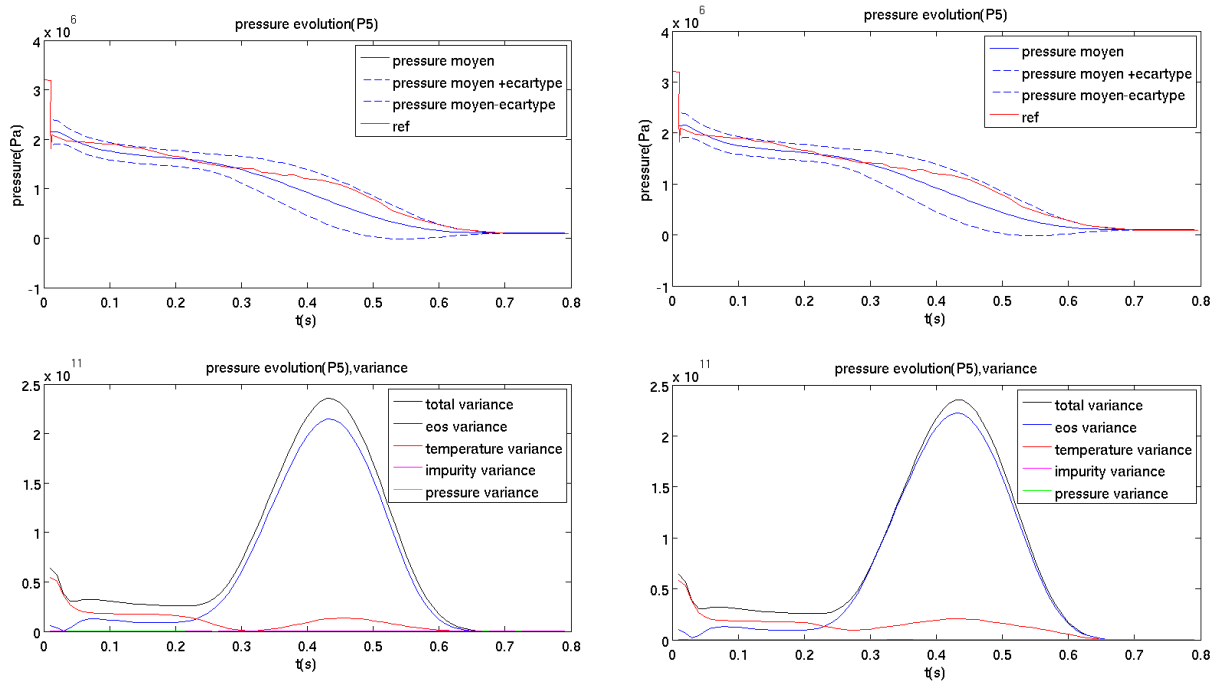 pressure evolution(P5)
x 10^6
4
3
2
1
0
-1
pressure(Pa)
0 0.1 0.2 0.3 0.4 0.5 0.6 0.7 0.8
t(s)
pressure moyen
pressure moyen +ecartype
pressure moyen-ecartype
ref
pressure evolution(P5)
x 10^6
4
3
2
1
0
-1
pressure(Pa)
0 0.1 0.2 0.3 0.4 0.5 0.6 0.7 0.8
t(s)
pressure moyen
pressure moyen +ecartype
pressure moyen-ecartype
ref
pressure evolution(P5),variance
x 10^11
2.5
2
1.5
1
0.5
0
0 0.1 0.2 0.3 0.4 0.5 0.6 0.7 0.8
t(s)
total variance
eos variance
temperature variance
impurity variance
pressure variance
pressure evolution(P5),variance
x 10^11
2.5
2
1.5
1
0.5
0
0 0.1 0.2 0.3 0.4 0.5 0.6 0.7 0.8
t(s)
total variance
eos variance
temperature variance
impurity variance
pressure variance